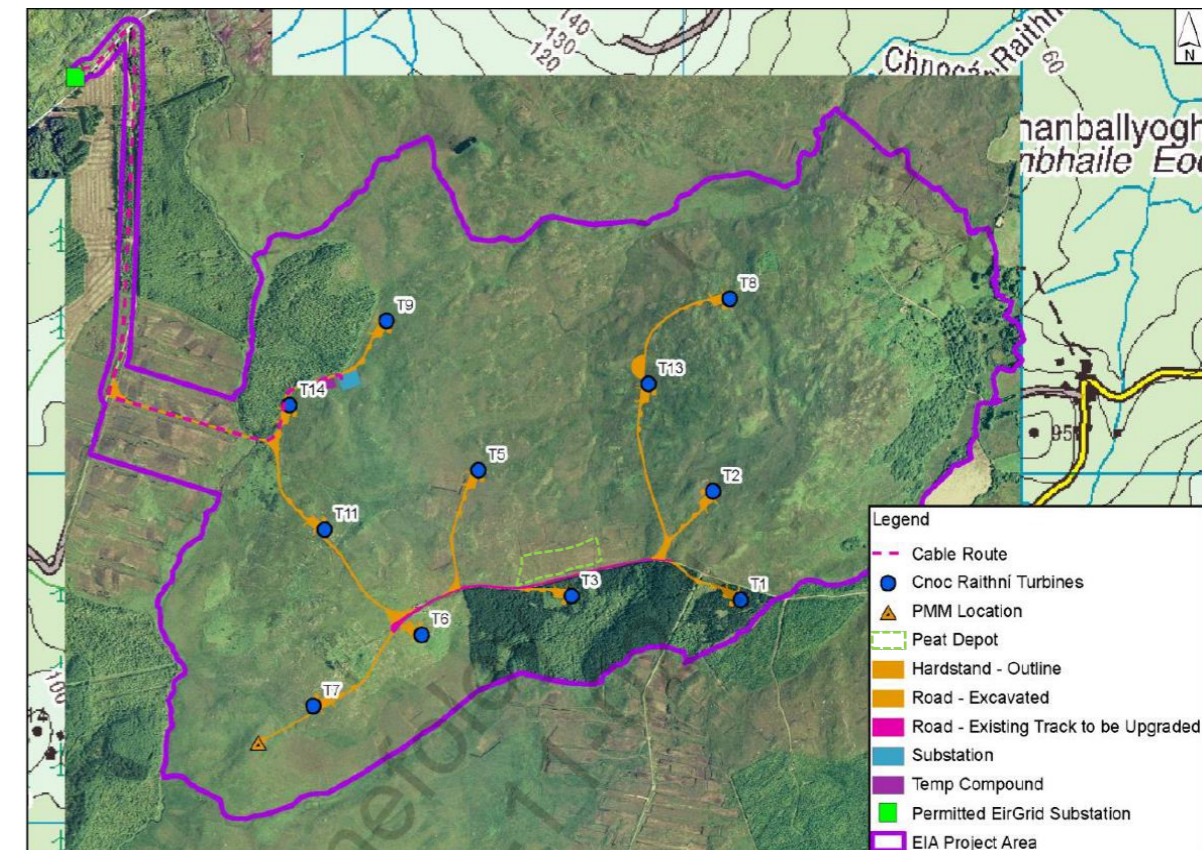 140
130
120
Chnocán Raithn
60
N
hanballyogh
nbhaile Eoc
T8
T9
T13
T14
T5
T2
95
T11
T3
T1
T6
T7
100
Legend
Cable Route
Cnoc Raithní Turbines
PMM Location
Peat Depot
Hardstand - Outline
Road - Excavated
Road - Existing Track to be Upgraded
Substation
Temp Compound
Permitted EirGrid Substation
EIA Project Area